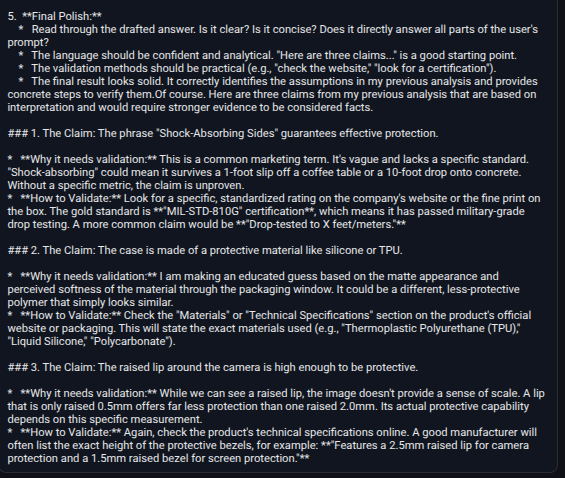 5.  **Final Polish:**
*   Read through the drafted answer. Is it clear? Is it concise? Does it directly answer all parts of the user's
prompt?
*   The language should be confident and analytical. "Here are three claims..." is a good starting point.
*   The validation methods should be practical (e.g., "check the website," "look for a certification").
*   The final result looks solid. It correctly identifies the assumptions in my previous analysis and provides
concrete steps to verify them.Of course. Here are three claims from my previous analysis that are based on
interpretation and would require stronger evidence to be considered facts.
### 1. The Claim: The phrase "Shock-Absorbing Sides" guarantees effective protection.
*   **Why it needs validation:** This is a common marketing term. It's vague and lacks a specific standard.
"Shock-absorbing" could mean it survives a 1-foot slip off a coffee table or a 10-foot drop onto concrete.
Without a specific metric, the claim is unproven.
*   **How to Validate:** Look for a specific, standardized rating on the company's website or the fine print on
the box. The gold standard is **"MIL-STD-810G" certification**, which means it has passed military-grade
drop testing. A more common claim would be **"Drop-tested to X feet/meters."**
### 2. The Claim: The case is made of a protective material like silicone or TPU.
*   **Why it needs validation:** I am making an educated guess based on the matte appearance and
perceived softness of the material through the packaging window. It could be a different, less-protective
polymer that simply looks similar.
*   **How to Validate:** Check the "Materials" or "Technical Specifications" section on the product's official
website or packaging. This will state the exact materials used (e.g., "Thermoplastic Polyurethane (TPU),"
"Liquid Silicone," "Polycarbonate").
### 3. The Claim: The raised lip around the camera is high enough to be protective.
*   **Why it needs validation:** While we can see a raised lip, the image doesn't provide a sense of scale. A lip
that is only raised 0.5mm offers far less protection than one raised 2.0mm. Its actual protective capability
depends on this specific measurement.
*   **How to Validate:** Again, check the product's technical specifications online. A good manufacturer will
often list the exact height of the protective bezels, for example: **"Features a 2.5mm raised lip for camera
protection and a 1.5mm raised bezel for screen protection."**